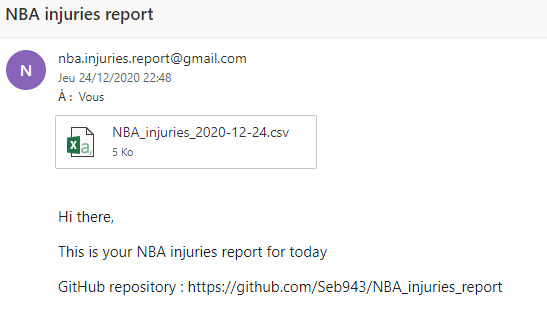 NBA injuries report
N
nba.injuries.report@gmail.com
Jeu 24/12/2020 22:48
À : Vous
NBA_injuries_2020-12-24.csv
5 Ko
Hi there,
This is your NBA injuries report for today
GitHub repository : https://github.com/Seb943/NBA_injuries_report